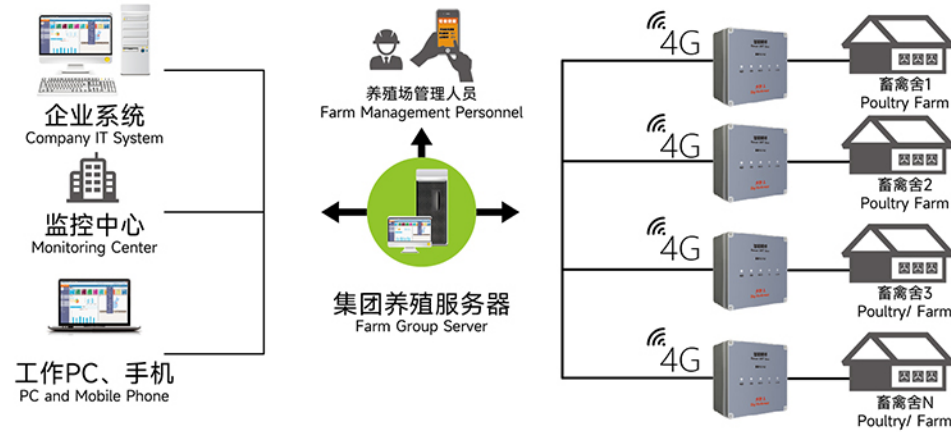 企业系统
Company IT System
监控中心
Monitoring Center
工作PC、手机
PC and Mobile Phone
养殖场管理人员
Farm Management Personnel
集团养殖服务器
Farm Group Server
4G
畜禽舍1
Poultry Farm
4G
畜禽舍2
Poultry Farm
4G
畜禽舍3
Poultry/ Farm
4G
畜禽舍N
Poultry/ Farm